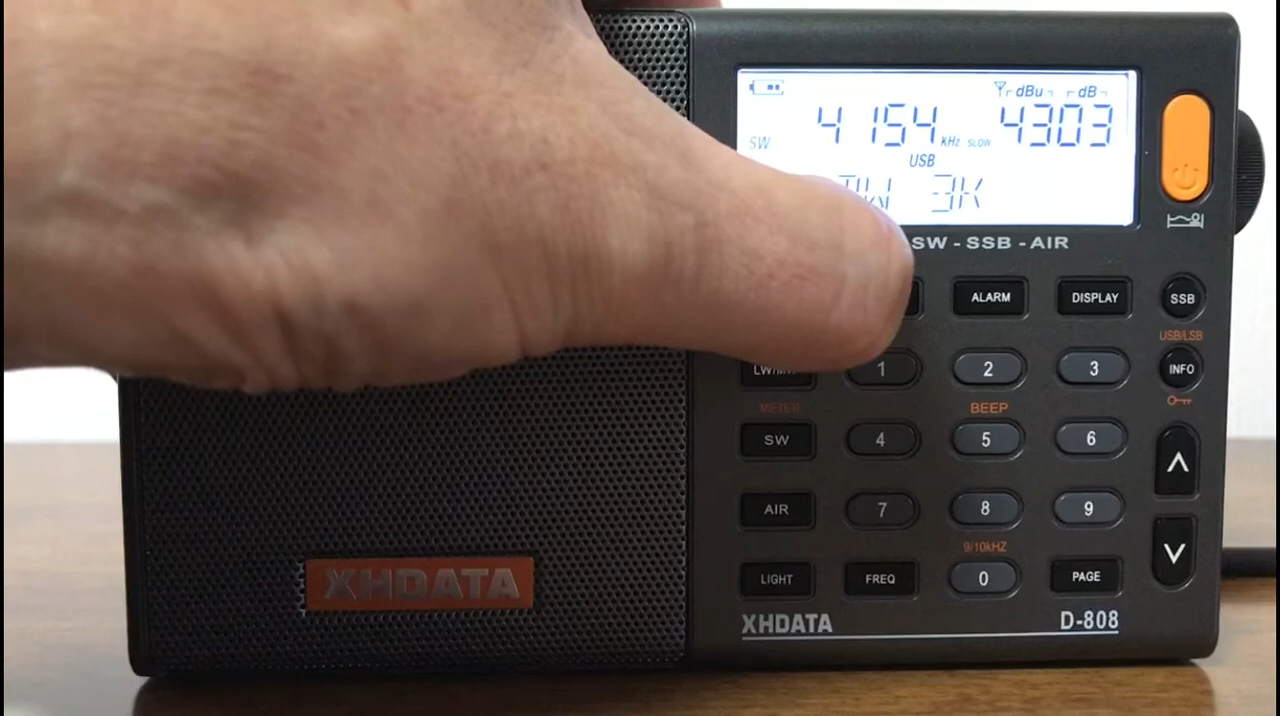 dBu dB
SW 4154 kHz SLOW 4303
USB
BW 3K
SW - SSB - AIR
ALARM DISPLAY SSB
USB/LSB
1 2 3 INFO
METER BEEP
SW 4 5 6
AIR 7 8 9
9/10kHZ
LIGHT FREQ 0 PAGE
XHDATA
XHDATA D-808